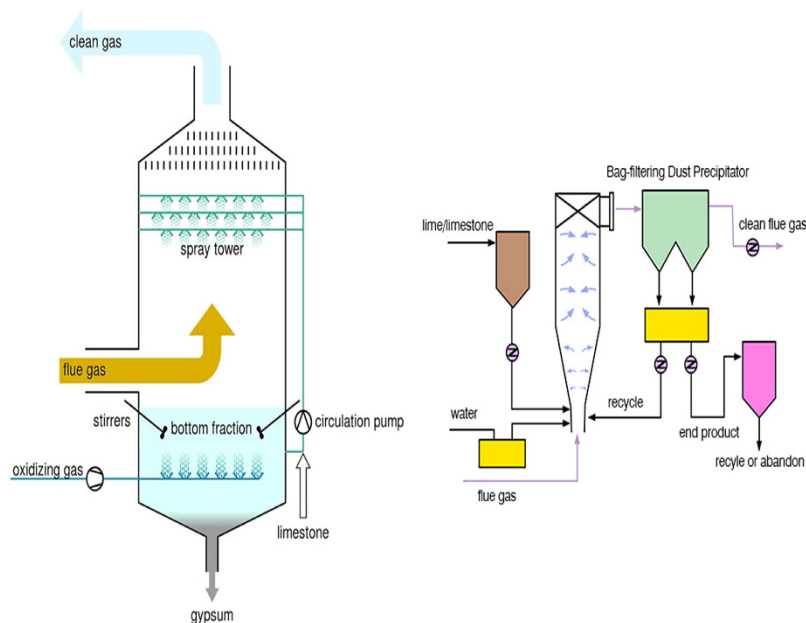 clean gas
spray tower
flue gas
stirrers
bottom fraction
circulation pump
oxidizing gas
limestone
gypsum
Bag-filtering Dust Precipitator
lime/limestone
clean flue gas
water
recycle
end product
flue gas
recyle or abandon